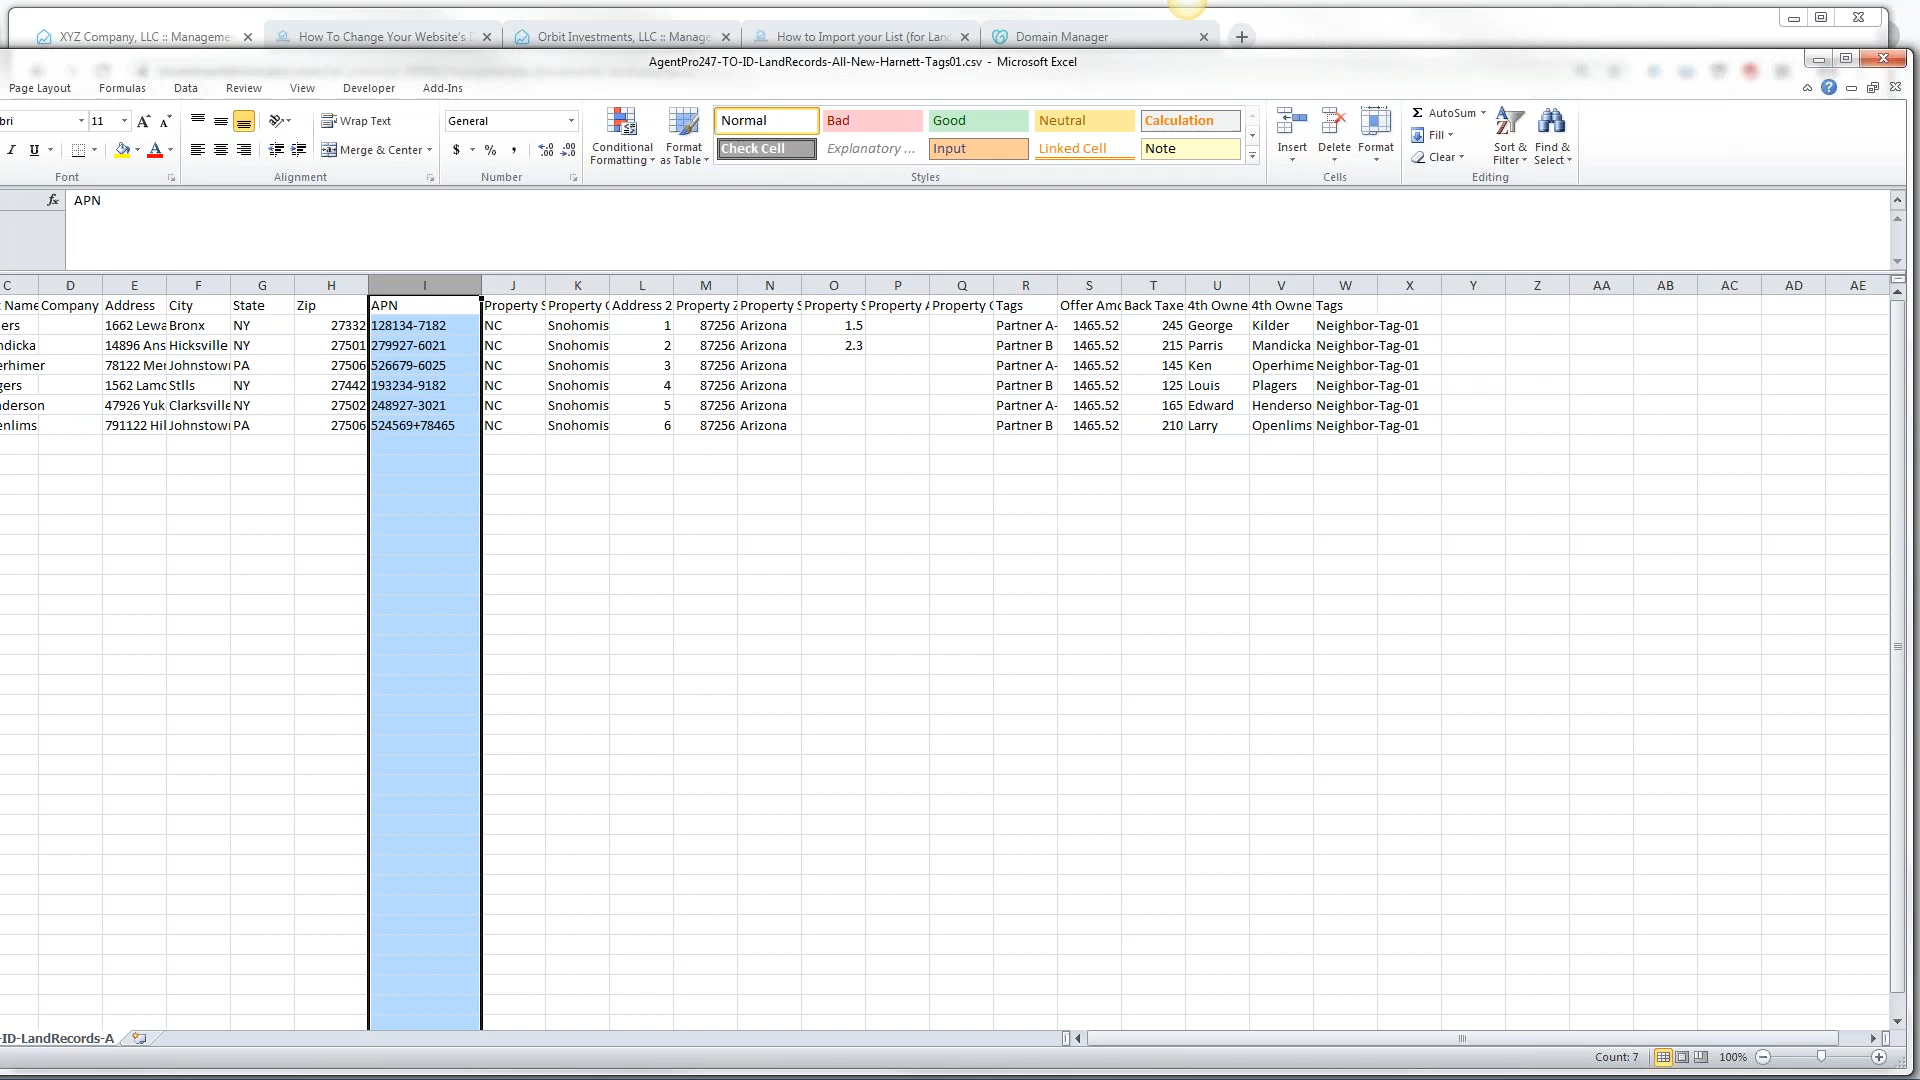 XYZ Company, LLC :: Manageme
How To Change Your Website's
Orbit Investments, LLC :: Manage
How to Import your List (for Lan
Domain Manager
AgentPro247-TO-ID-LandRecords-All-New-Harnett-Tags01.csv - Microsoft Excel
Page Layout Formulas Data Review View Developer Add-Ins
bri 11 A A Wrap Text General Conditional Formatting Format as Table Normal Bad Good Neutral Calculation Insert Delete Format Σ AutoSum Sort & Filter Find & Select
I U A Merge & Center $ % , Check Cell Explanatory ... Input Linked Cell Note Fill
Clear
Font Alignment Number Styles Cells Editing
fx APN
C D E F G H I J K L M N O P Q R S T U V W X Y Z AA AB AC AD AE
Name Company Address City State Zip APN Property S Property C Address 2 Property Z Property S Property S Property A Property C Tags Offer Amc Back Taxe 4th Owne 4th Owne Tags
ers 1662 Lewa Bronx NY 27332 128134-7182 NC Snohomis 1 87256 Arizona 1.5 Partner A- 1465.52 245 George Kilder Neighbor-Tag-01
ndicka 14896 Ans Hicksville NY 27501 279927-6021 NC Snohomis 2 87256 Arizona 2.3 Partner B 1465.52 215 Parris Mandicka Neighbor-Tag-01
erhimer 78122 Mer Johnstow PA 27506 526679-6025 NC Snohomis 3 87256 Arizona Partner A- 1465.52 145 Ken Operhime Neighbor-Tag-01
gers 1562 Lamc Stlls NY 27442 193234-9182 NC Snohomis 4 87256 Arizona Partner B 1465.52 125 Louis Plagers Neighbor-Tag-01
derson 47926 Yuk Clarksville NY 27502 248927-3021 NC Snohomis 5 87256 Arizona Partner A- 1465.52 165 Edward Henderso Neighbor-Tag-01
enlims 791122 Hil Johnstow PA 27506 524569+78465 NC Snohomis 6 87256 Arizona Partner B 1465.52 210 Larry Openlims Neighbor-Tag-01
-ID-LandRecords-A
Count: 7 100%